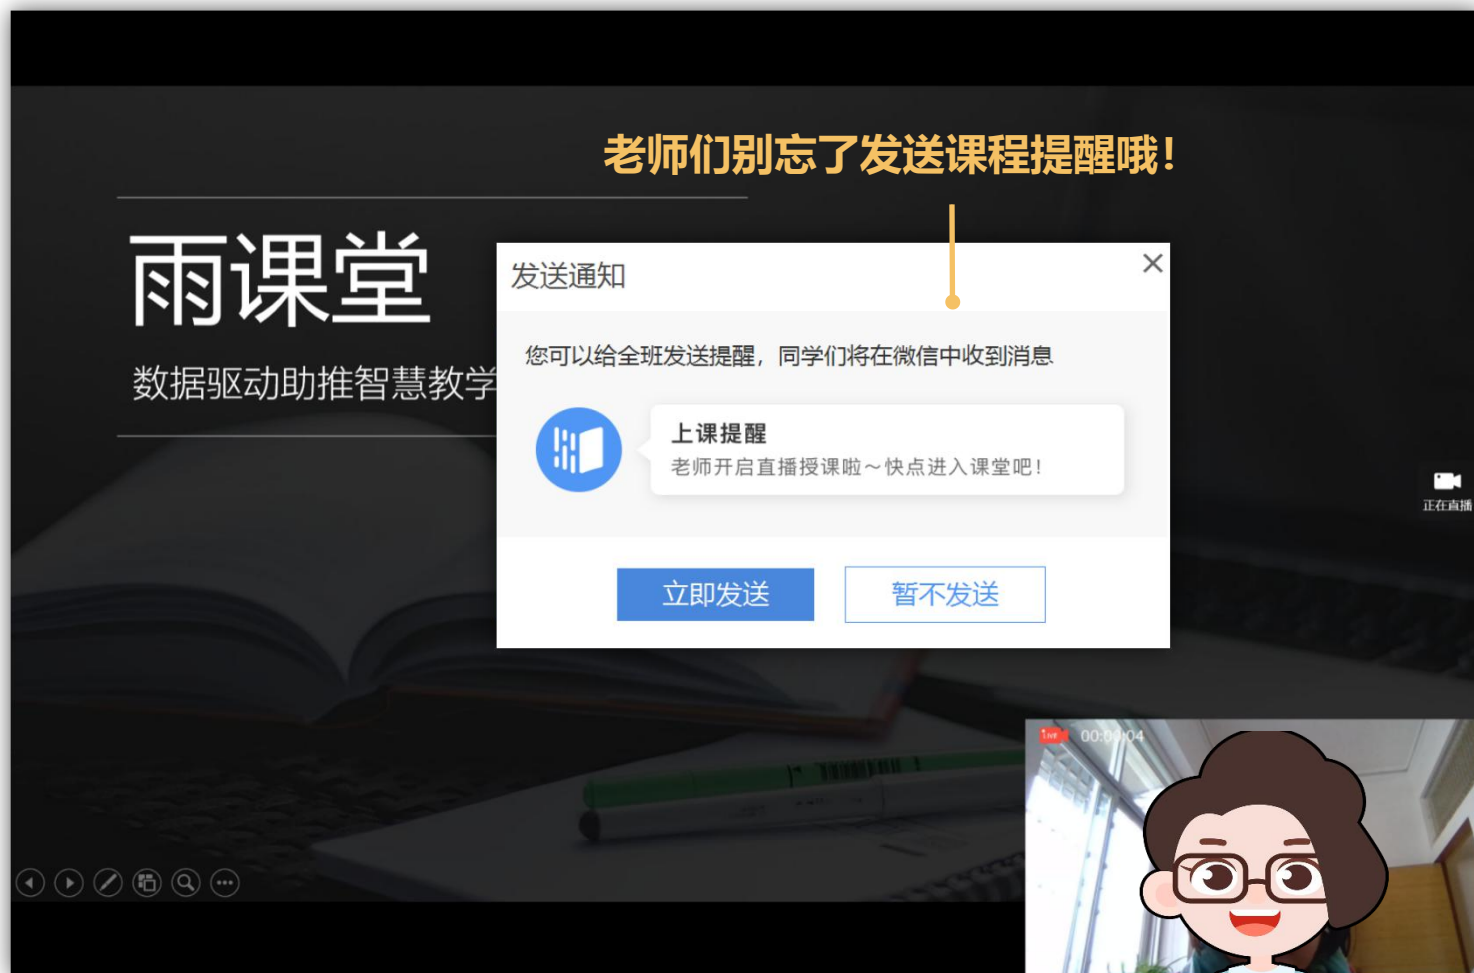 老师们别忘了发送课程提醒哦！
雨课堂
数据驱动助推智慧教学
发送通知
您可以给全班发送提醒，同学们将在微信中收到消息
上课提醒
老师开启直播授课啦～快点进入课堂吧！
立即发送
暂不发送
正在直播
Live